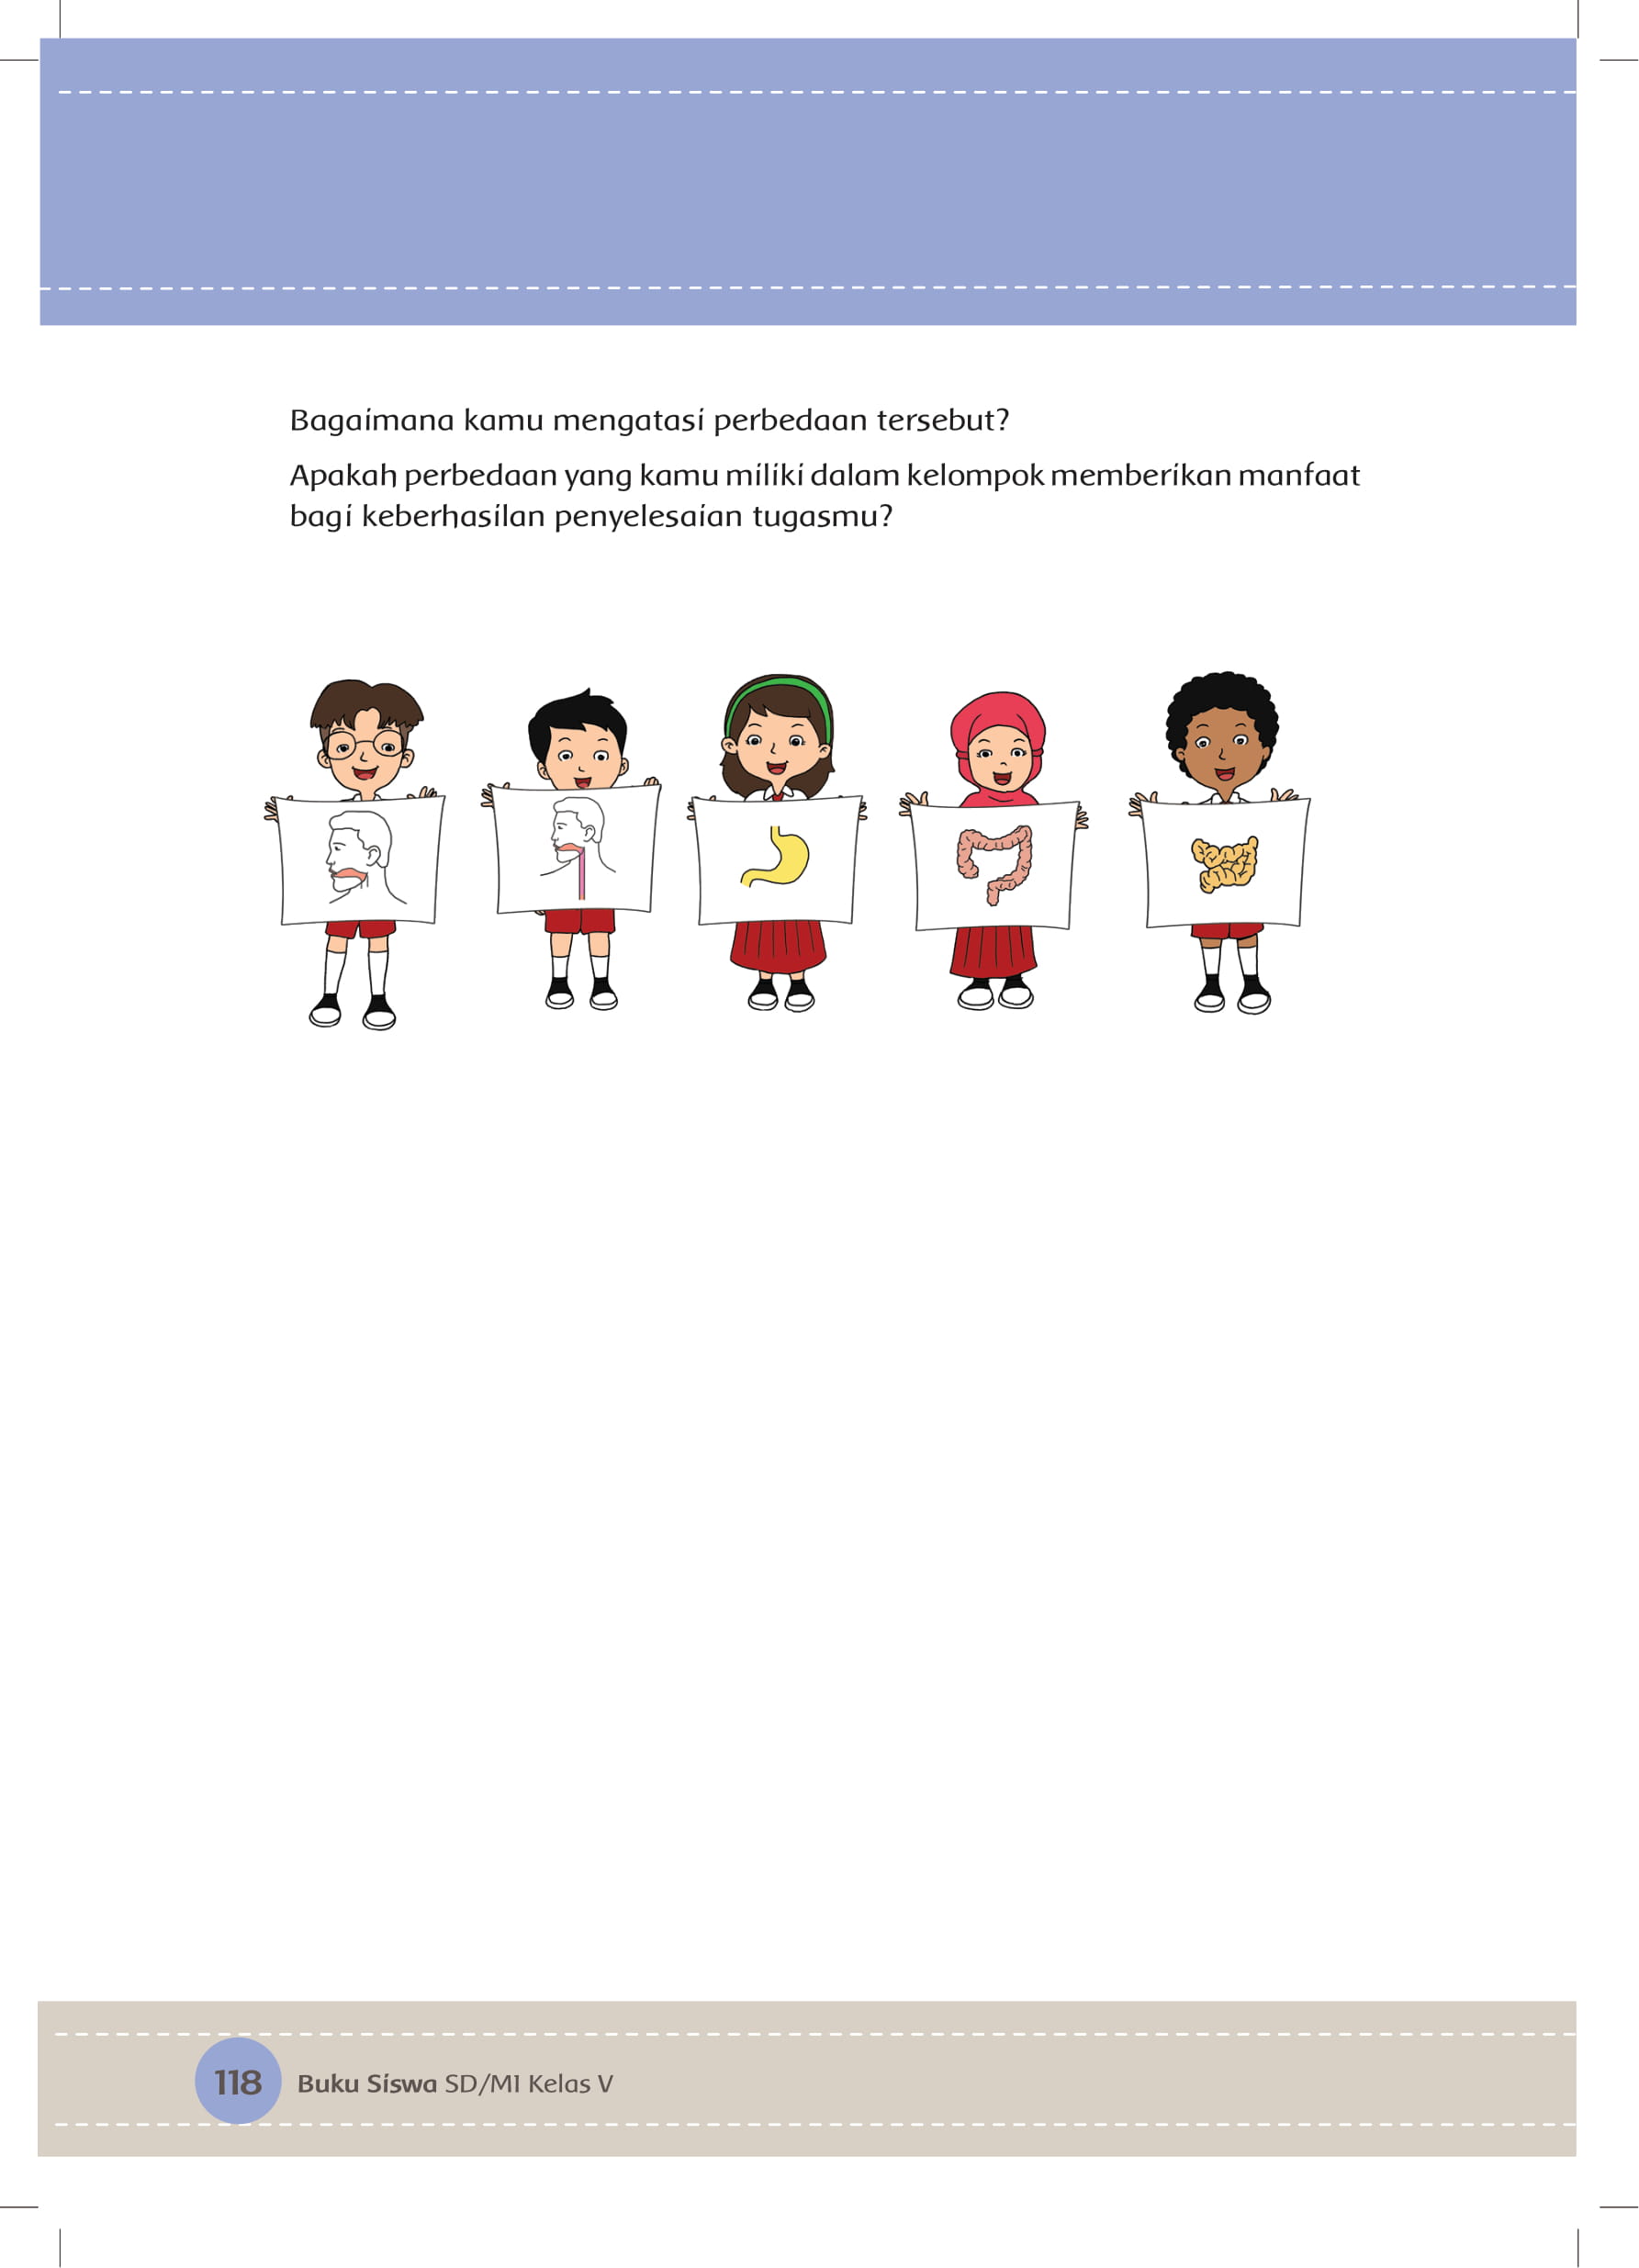 Bagaimana kamu mengatasi perbedaan tersebut?
Apakah perbedaan yang kamu miliki dalam kelompok memberikan manfaat
bagi keberhasilan penyelesaian tugasmu?
118 Buku Siswa SD/MI Kelas V